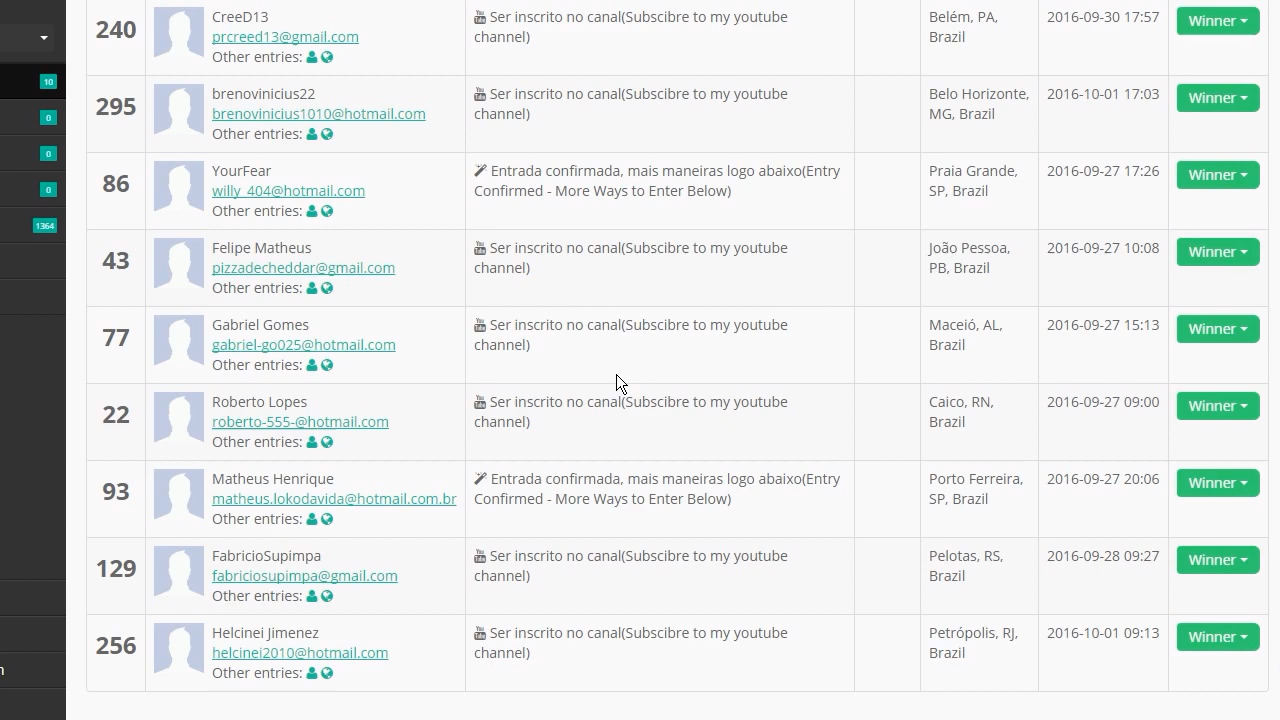 10
0
0
0
1364
n
240
CreeD13
prcreed13@gmail.com
Other entries:
Ser inscrito no canal(Subscibre to my youtube
channel)
Belém, PA,
Brazil
2016-09-30 17:57
Winner
295
brenovinicius22
brenovinicius1010@hotmail.com
Other entries:
Ser inscrito no canal(Subscibre to my youtube
channel)
Belo Horizonte,
MG, Brazil
2016-10-01 17:03
Winner
86
YourFear
willy_404@hotmail.com
Other entries:
Entrada confirmada, mais maneiras logo abaixo(Entry
Confirmed - More Ways to Enter Below)
Praia Grande,
SP, Brazil
2016-09-27 17:26
Winner
43
Felipe Matheus
pizzadecheddar@gmail.com
Other entries:
Ser inscrito no canal(Subscibre to my youtube
channel)
João Pessoa,
PB, Brazil
2016-09-27 10:08
Winner
77
Gabriel Gomes
gabriel-go025@hotmail.com
Other entries:
Ser inscrito no canal(Subscibre to my youtube
channel)
Maceió, AL,
Brazil
2016-09-27 15:13
Winner
22
Roberto Lopes
roberto-555-@hotmail.com
Other entries:
Ser inscrito no canal(Subscibre to my youtube
channel)
Caico, RN,
Brazil
2016-09-27 09:00
Winner
93
Matheus Henrique
matheus.lokodavida@hotmail.com.br
Other entries:
Entrada confirmada, mais maneiras logo abaixo(Entry
Confirmed - More Ways to Enter Below)
Porto Ferreira,
SP, Brazil
2016-09-27 20:06
Winner
129
FabricioSupimpa
fabriciosupimpa@gmail.com
Other entries:
Ser inscrito no canal(Subscibre to my youtube
channel)
Pelotas, RS,
Brazil
2016-09-28 09:27
Winner
256
Helcinei Jimenez
helcinei2010@hotmail.com
Other entries:
Ser inscrito no canal(Subscibre to my youtube
channel)
Petrópolis, RJ,
Brazil
2016-10-01 09:13
Winner